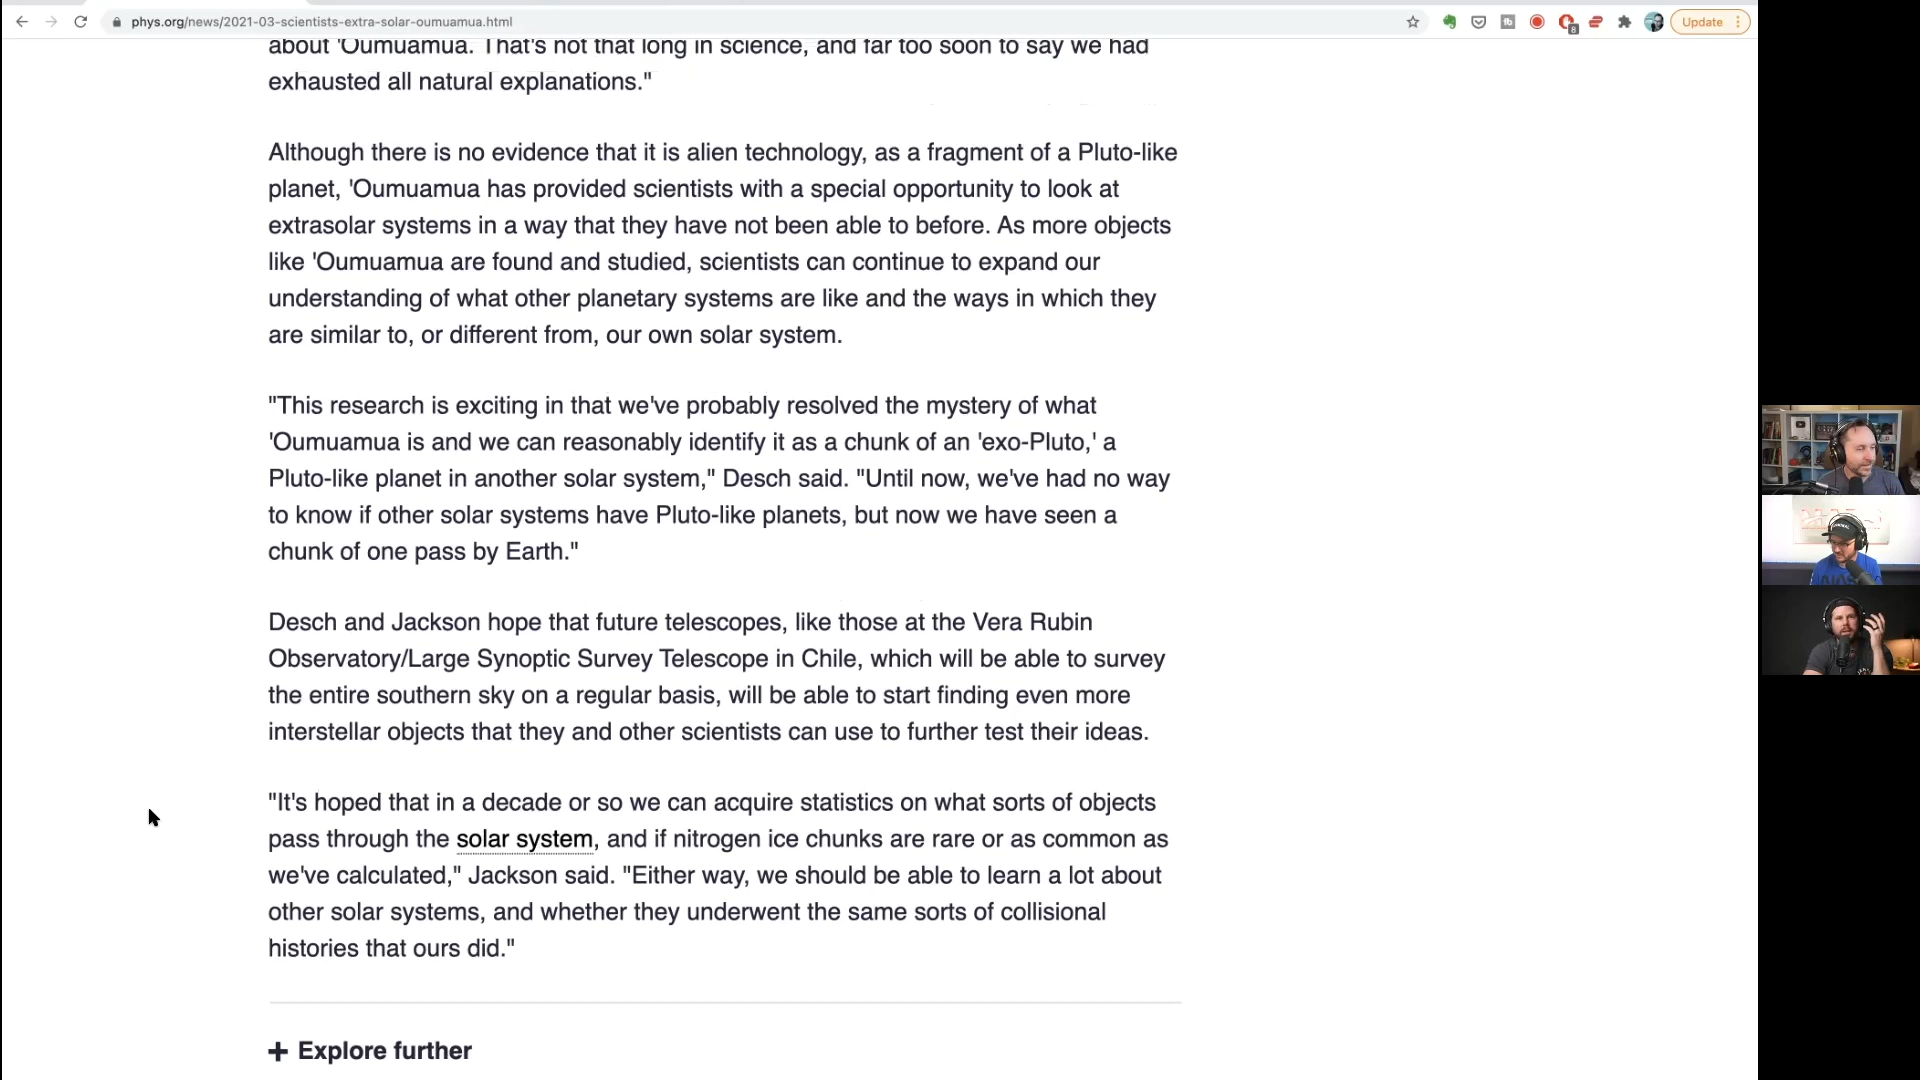 phys.org/news/2021-03-scientists-extra-solar-oumuamua.html
8
Update
about 'Oumuamua. That's not that long in science, and far too soon to say we had
exhausted all natural explanations."
Although there is no evidence that it is alien technology, as a fragment of a Pluto-like
planet, 'Oumuamua has provided scientists with a special opportunity to look at
extrasolar systems in a way that they have not been able to before. As more objects
like 'Oumuamua are found and studied, scientists can continue to expand our
understanding of what other planetary systems are like and the ways in which they
are similar to, or different from, our own solar system.
"This research is exciting in that we've probably resolved the mystery of what
'Oumuamua is and we can reasonably identify it as a chunk of an 'exo-Pluto,' a
Pluto-like planet in another solar system," Desch said. "Until now, we've had no way
to know if other solar systems have Pluto-like planets, but now we have seen a
chunk of one pass by Earth."
Desch and Jackson hope that future telescopes, like those at the Vera Rubin
Observatory/Large Synoptic Survey Telescope in Chile, which will be able to survey
the entire southern sky on a regular basis, will be able to start finding even more
interstellar objects that they and other scientists can use to further test their ideas.
"It's hoped that in a decade or so we can acquire statistics on what sorts of objects
pass through the solar system, and if nitrogen ice chunks are rare or as common as
we've calculated," Jackson said. "Either way, we should be able to learn a lot about
other solar systems, and whether they underwent the same sorts of collisional
histories that ours did."
+ Explore further